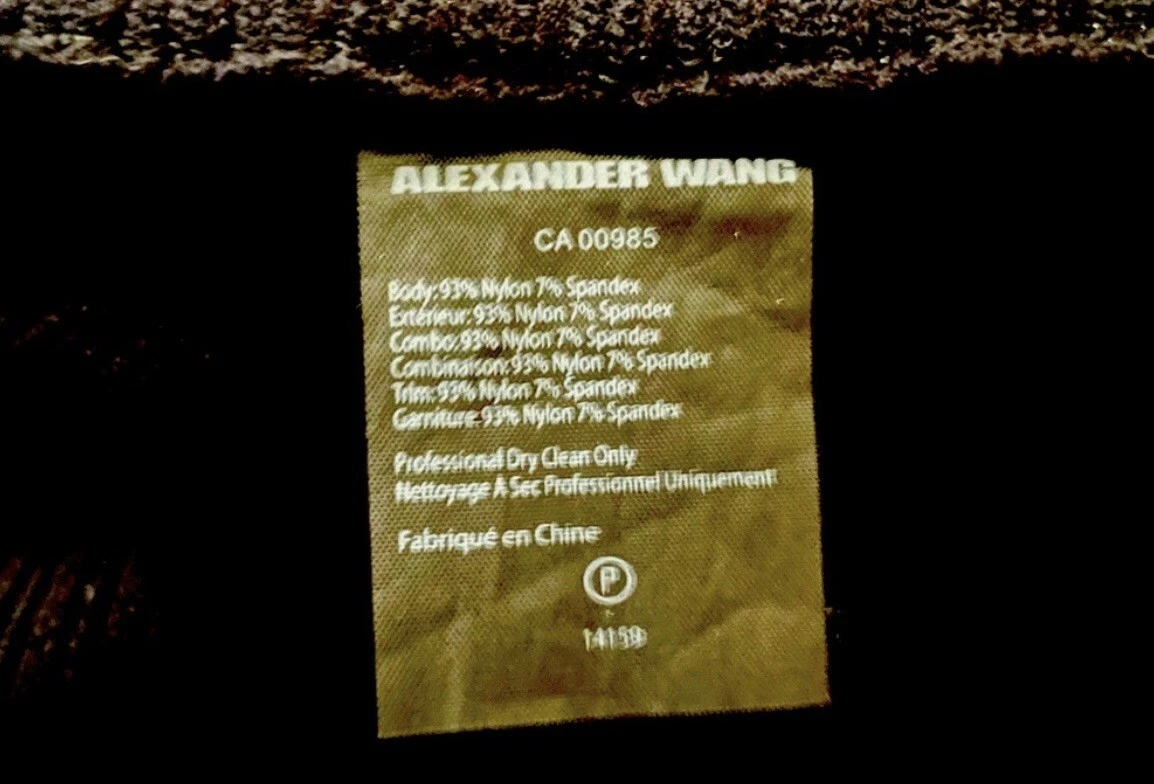 ALEXANDER WANG
CA 00985
Body: 93% Nylon 7% Spandex
Extérieur: 93% Nylon 7% Spandex
Combo: 93% Nylon 7% Spandex
Combinaison: 93% Nylon 7% Spandex
Trim: 93% Nylon 7% Spandex
Garniture: 93% Nylon 7% Spandex
Professional Dry Clean Only
Nettoyage A Sec Professionnel Uniquement
Fabriqué en Chine
P